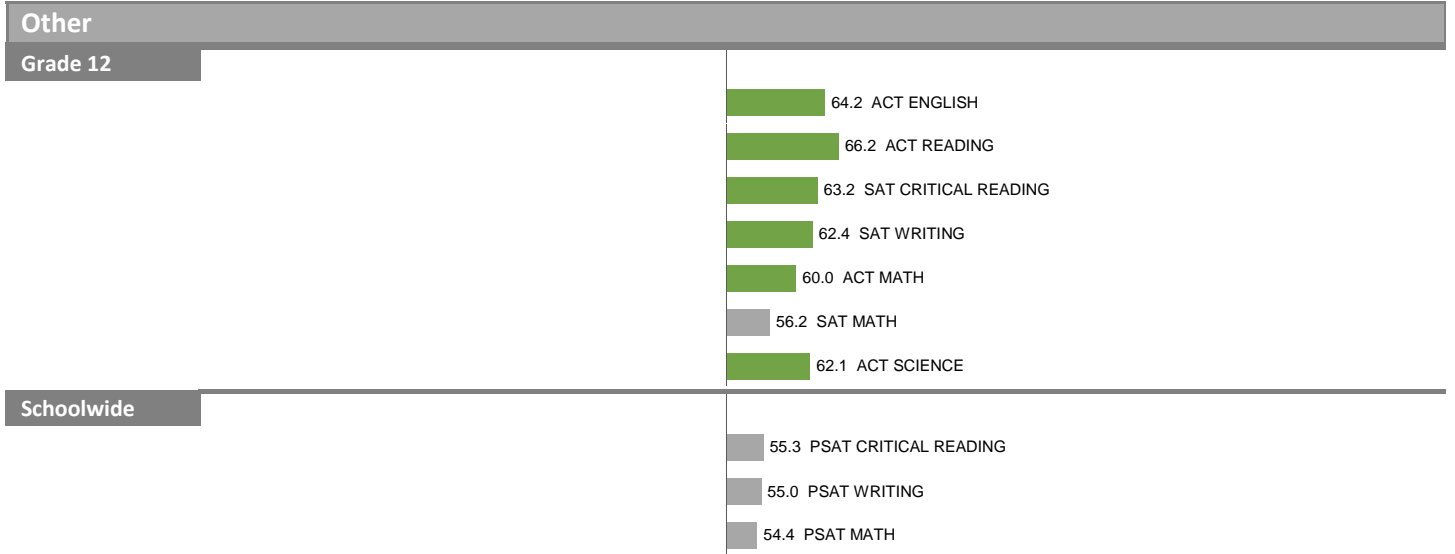 Other
Grade 12
64.2 ACT ENGLISH
66.2 ACT READING
63.2 SAT CRITICAL READING
62.4 SAT WRITING
60.0 ACT MATH
56.2 SAT MATH
62.1 ACT SCIENCE
Schoolwide
55.3 PSAT CRITICAL READING
55.0 PSAT WRITING
54.4 PSAT MATH